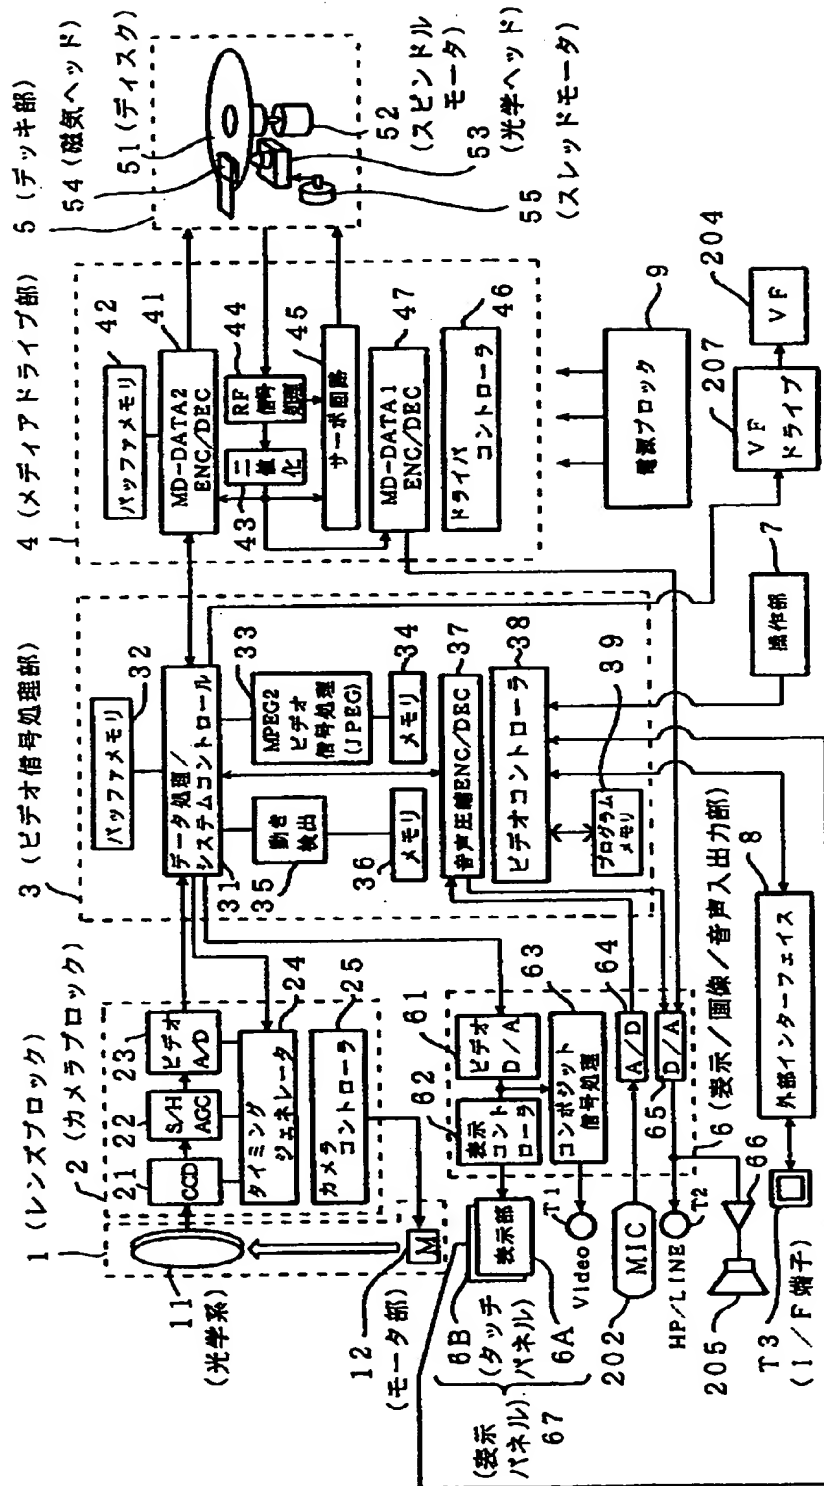 1 (レンズブロック)
2 (カメラブロック)
3 (ビデオ信号処理部)
4 (メディアドライブ部)
5 (デッキ部)
54 (磁気ヘッド)
51 (ディスク)
52
(スピンドル
モータ)
53
(光学ヘッド)
55
(スレッドモータ)
11
(光学系)
12
(モータ部)
M
21
CCD
22
S/H
AGC
23
ビデオ
A/D
24
タイミング
ジェネレータ
25
カメラ
コントローラ
バッファメモリ
32
データ処理/
システムコントロール
31
33
MPEG2
ビデオ
信号処理
(JPEG)
34
メモリ
35
動き
検出
36
メモリ
37
音声圧縮ENC/DEC
38
ビデオコントローラ
39
プログラム
メモリ
42
バッファメモリ
41
MD-DATA2
ENC/DEC
44
RF
信号
処理
43
二値化
45
サーボ回路
47
MD-DATA1
ENC/DEC
46
ドライバ
コントローラ
9
電源ブロック
204
VF
207
VF
ドライブ
7
操作部
8
外部インターフェイス
61
ビデオ
D/A
62
表示
コント
ローラ
63
コンポジット
信号処理
64
A/D
65
D/A
6 (表示/画像/音声入出力部)
66
表示部
6B
(タッチ
パネル)
6A
(表示
パネル)
67
T1
Video
202
MIC
T2
HP/LINE
205
T3
(I/F端子)